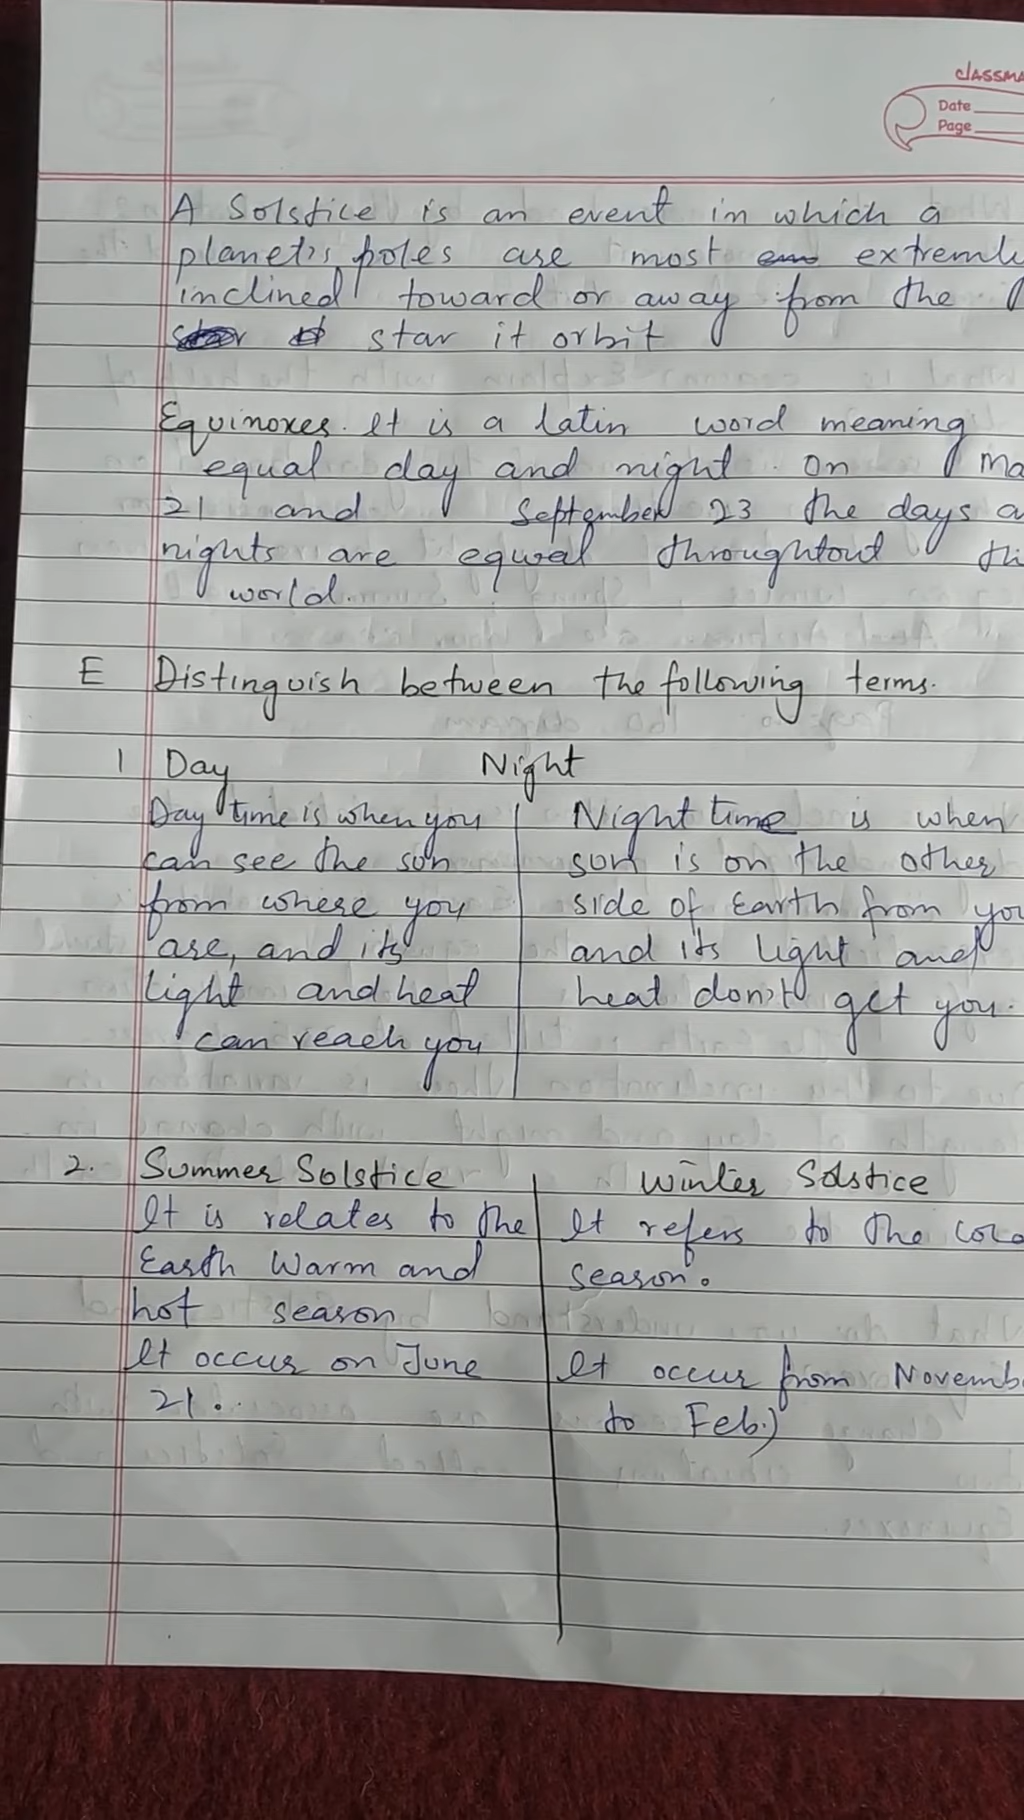 CLASSMA
Date
Page
A Solstice is an event in which a
planet's poles are most extremly
inclined toward or away from the
star it orbit
Equinoxes. It is a latin word meaning
equal day and night. On Ma
21 and September 23 the days a
nights are equal throughtout th
world.
E Distinguish between the following terms.
1 Day Night
Day time is when you
can see the sun
from where you
are, and its
light and heat
can reach you
Night time is when
sun is on the other
side of Earth from you
and its light and
heat don't get you.
2. Summer Solstice Winter Solstice
It is relates to the
Earth Warm and
hot season
It occur on June
21.
It refers to the col
season.
It occur from Novemb
to Feb.)